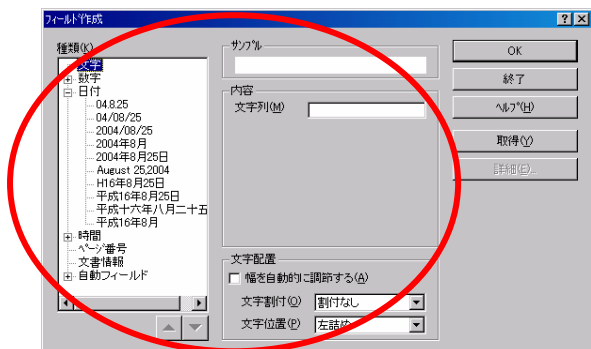 フィールド作成
種類(K)
文字
数字
日付
04.8.25
04/08/25
2004/08/25
2004年8月
2004年8月25日
August 25,2004
H16年8月25日
平成16年8月25日
平成十六年八月二十五
平成16年8月
時間
ページ番号
文書情報
自動フィールド
サンプル
内容
文字列(M)
文字配置
幅を自動的に調節する(A)
文字割付(O) 割付なし
文字位置(P) 左詰め
OK
終了
ヘルプ(H)
取得(Y)
詳細(E)...